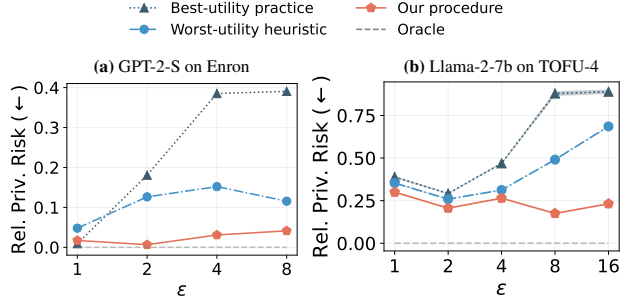 Best-utility practice
Our procedure
Worst-utility heuristic
Oracle
(a) GPT-2-S on Enron
(b) Llama-2-7b on TOFU-4
Rel. Priv. Risk (←)
0.4
0.3
0.2
0.1
0.0
1 2 4 8
ε
Rel. Priv. Risk (←)
0.75
0.50
0.25
0.00
1 2 4 8 16
ε